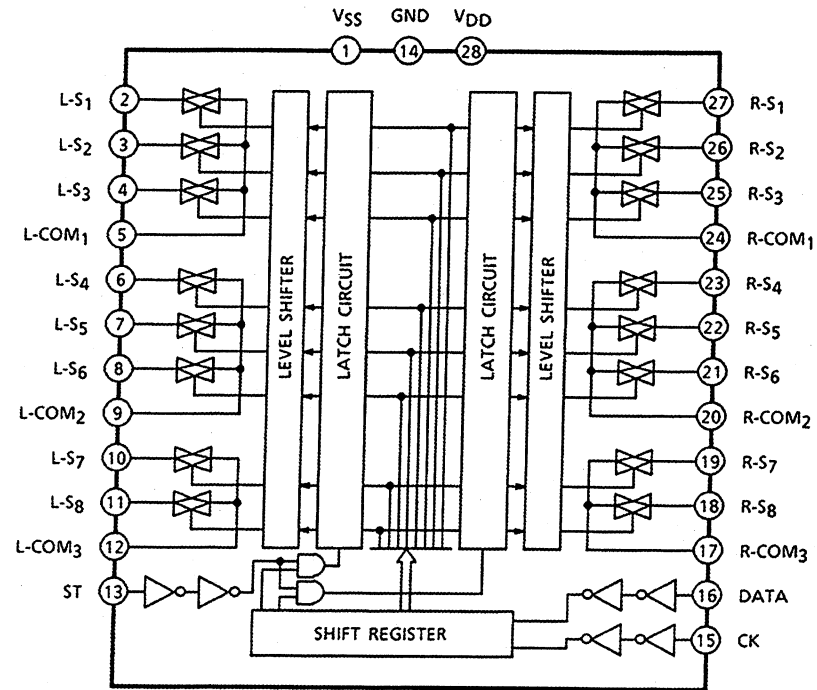 VSS GND VDD
1 14 28
L-S1 2
L-S2 3
L-S3 4
L-COM1 5
L-S4 6
L-S5 7
L-S6 8
L-COM2 9
L-S7 10
L-S8 11
L-COM3 12
ST 13
LEVEL SHIFTER
LATCH CIRCUIT
LATCH CIRCUIT
LEVEL SHIFTER
27 R-S1
26 R-S2
25 R-S3
24 R-COM1
23 R-S4
22 R-S5
21 R-S6
20 R-COM2
19 R-S7
18 R-S8
17 R-COM3
16 DATA
15 CK
SHIFT REGISTER